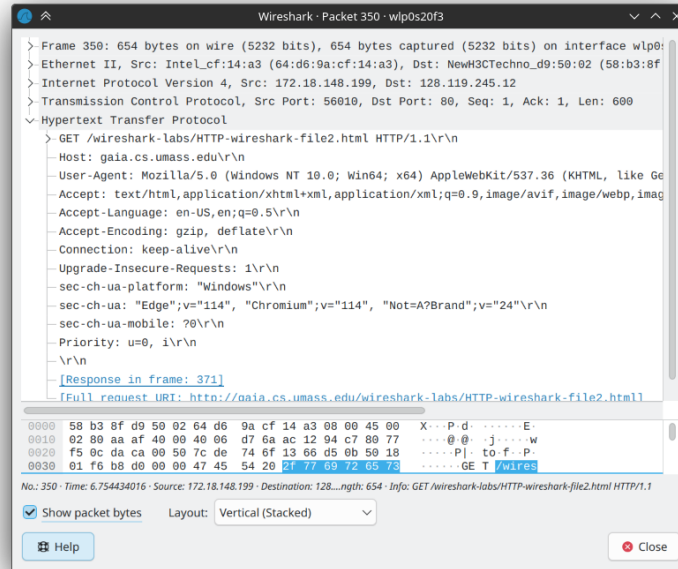 Wireshark · Packet 350 · wlp0s20f3
Frame 350: 654 bytes on wire (5232 bits), 654 bytes captured (5232 bits) on interface wlp0s
Ethernet II, Src: Intel_cf:14:a3 (64:d6:9a:cf:14:a3), Dst: NewH3CTechno_d9:50:02 (58:b3:8f
Internet Protocol Version 4, Src: 172.18.148.199, Dst: 128.119.245.12
Transmission Control Protocol, Src Port: 56010, Dst Port: 80, Seq: 1, Ack: 1, Len: 600
Hypertext Transfer Protocol
GET /wireshark-labs/HTTP-wireshark-file2.html HTTP/1.1\r\n
Host: gaia.cs.umass.edu\r\n
User-Agent: Mozilla/5.0 (Windows NT 10.0; Win64; x64) AppleWebKit/537.36 (KHTML, like Ge
Accept: text/html,application/xhtml+xml,application/xml;q=0.9,image/avif,image/webp,imag
Accept-Language: en-US,en;q=0.5\r\n
Accept-Encoding: gzip, deflate\r\n
Connection: keep-alive\r\n
Upgrade-Insecure-Requests: 1\r\n
sec-ch-ua-platform: "Windows"\r\n
sec-ch-ua: "Edge";v="114", "Chromium";v="114", "Not=A?Brand";v="24"\r\n
sec-ch-ua-mobile: ?0\r\n
Priority: u=0, i\r\n
\r\n
[Response in frame: 371]
[Full request URI: http://gaia.cs.umass.edu/wireshark-labs/HTTP-wireshark-file2.html]
0000 58 b3 8f d9 50 02 64 d6 9a cf 14 a3 08 00 45 00 X···P·d· ······E·
0010 02 80 aa af 40 00 40 06 d7 6a ac 12 94 c7 80 77 ····@·@· ·j·····w
0020 f5 0c da ca 00 50 7c de 74 6f 13 66 d5 0b 50 18 ·····P|· to·f··P·
0030 01 f6 b8 d0 00 00 47 45 54 20 2f 77 69 72 65 73 ······GE T /wires
No.: 350 · Time: 6.754434016 · Source: 172.18.148.199 · Destination: 128....ngth: 654 · Info: GET /wireshark-labs/HTTP-wireshark-file2.html HTTP/1.1
Show packet bytes Layout: Vertical (Stacked)
Help Close